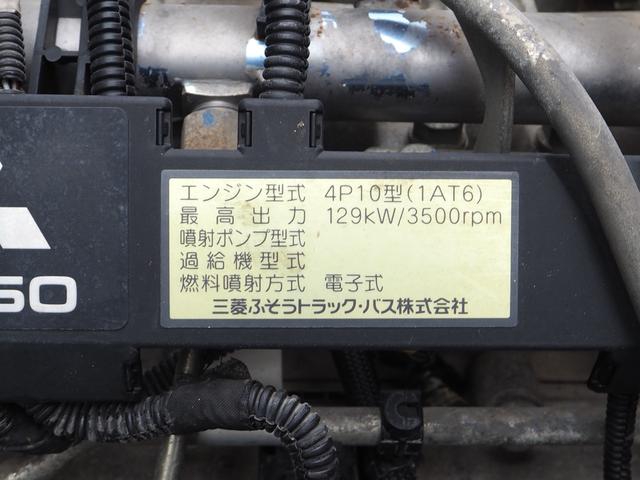 エンジン型式 4P10型(1AT6)
最高出力 129kW/3500rpm
噴射ポンプ型式
過給機型式
燃料噴射方式 電子式
三菱ふそうトラック・バス株式会社